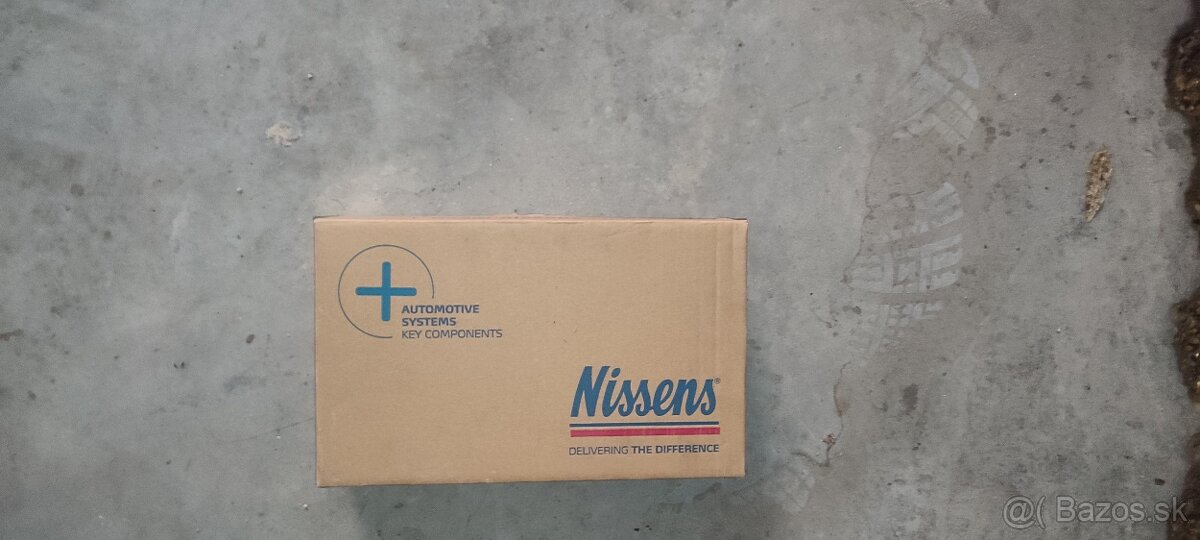 AUTOMOTIVE
SYSTEMS
KEY COMPONENTS
Nissens®
DELIVERING THE DIFFERENCE
@( Bazos.sk